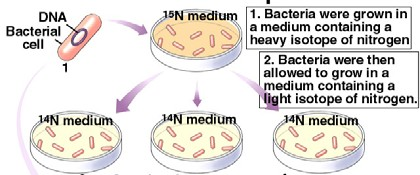 DNA
Bacterial
cell
1
¹⁵N medium
1. Bacteria were grown in
a medium containing a
heavy isotope of nitrogen
2. Bacteria were then
allowed to grow in a
medium containing a
light isotope of nitrogen.
¹⁴N medium
¹⁴N medium
¹⁴N medium